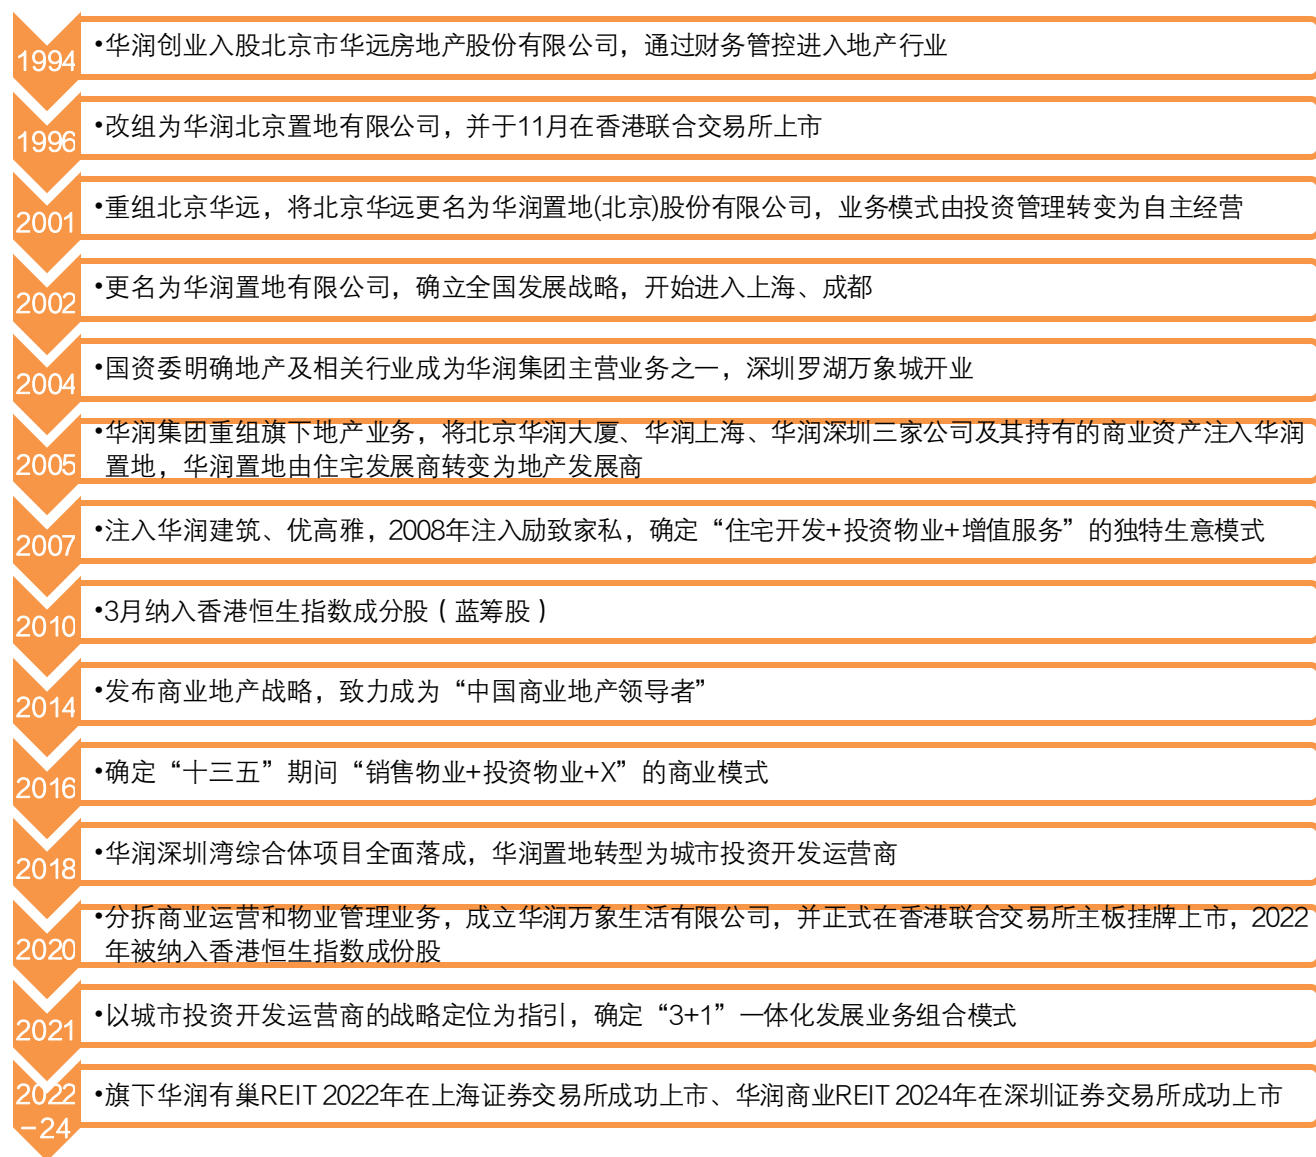 1994
•华润创业入股北京市华远房地产股份有限公司，通过财务管控进入地产行业
1996
•改组为华润北京置地有限公司，并于11月在香港联合交易所上市
2001
•重组北京华远，将北京华远更名为华润置地(北京)股份有限公司，业务模式由投资管理转变为自主经营
2002
•更名为华润置地有限公司，确立全国发展战略，开始进入上海、成都
2004
•国资委明确地产及相关行业成为华润集团主营业务之一，深圳罗湖万象城开业
2005
•华润集团重组旗下地产业务，将北京华润大厦、华润上海、华润深圳三家公司及其持有的商业资产注入华润
置地，华润置地由住宅发展商转变为地产发展商
2007
•注入华润建筑、优高雅，2008年注入励致家私，确定“住宅开发+投资物业+增值服务”的独特生意模式
2010
•3月纳入香港恒生指数成分股（蓝筹股）
2014
•发布商业地产战略，致力成为“中国商业地产领导者”
2016
•确定“十三五”期间“销售物业+投资物业+X”的商业模式
2018
•华润深圳湾综合体项目全面落成，华润置地转型为城市投资开发运营商
2020
•分拆商业运营和物业管理业务，成立华润万象生活有限公司，并正式在香港联合交易所主板挂牌上市，2022
年被纳入香港恒生指数成份股
2021
•以城市投资开发运营商的战略定位为指引，确定“3+1”一体化发展业务组合模式
2022
-24
•旗下华润有巢REIT 2022年在上海证券交易所成功上市、华润商业REIT 2024年在深圳证券交易所成功上市